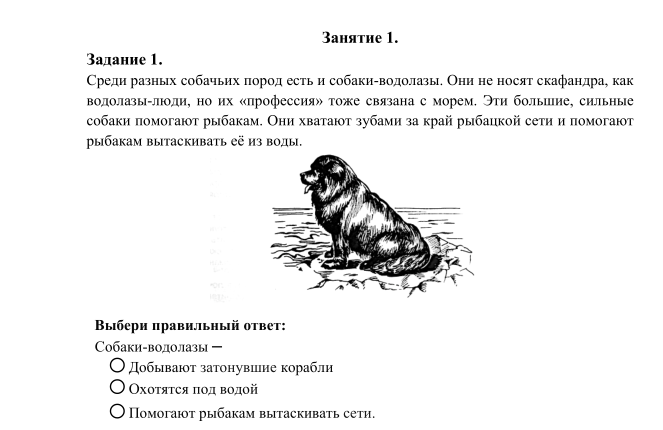 Занятие 1.
Задание 1.
Среди разных собачьих пород есть и собаки-водолазы. Они не носят скафандра, как
водолазы-люди, но их «профессия» тоже связана с морем. Эти большие, сильные
собаки помогают рыбакам. Они хватают зубами за край рыбацкой сети и помогают
рыбакам вытаскивать её из воды.
Выбери правильный ответ:
Собаки-водолазы –
Добывают затонувшие корабли
Охотятся под водой
Помогают рыбакам вытаскивать сети.